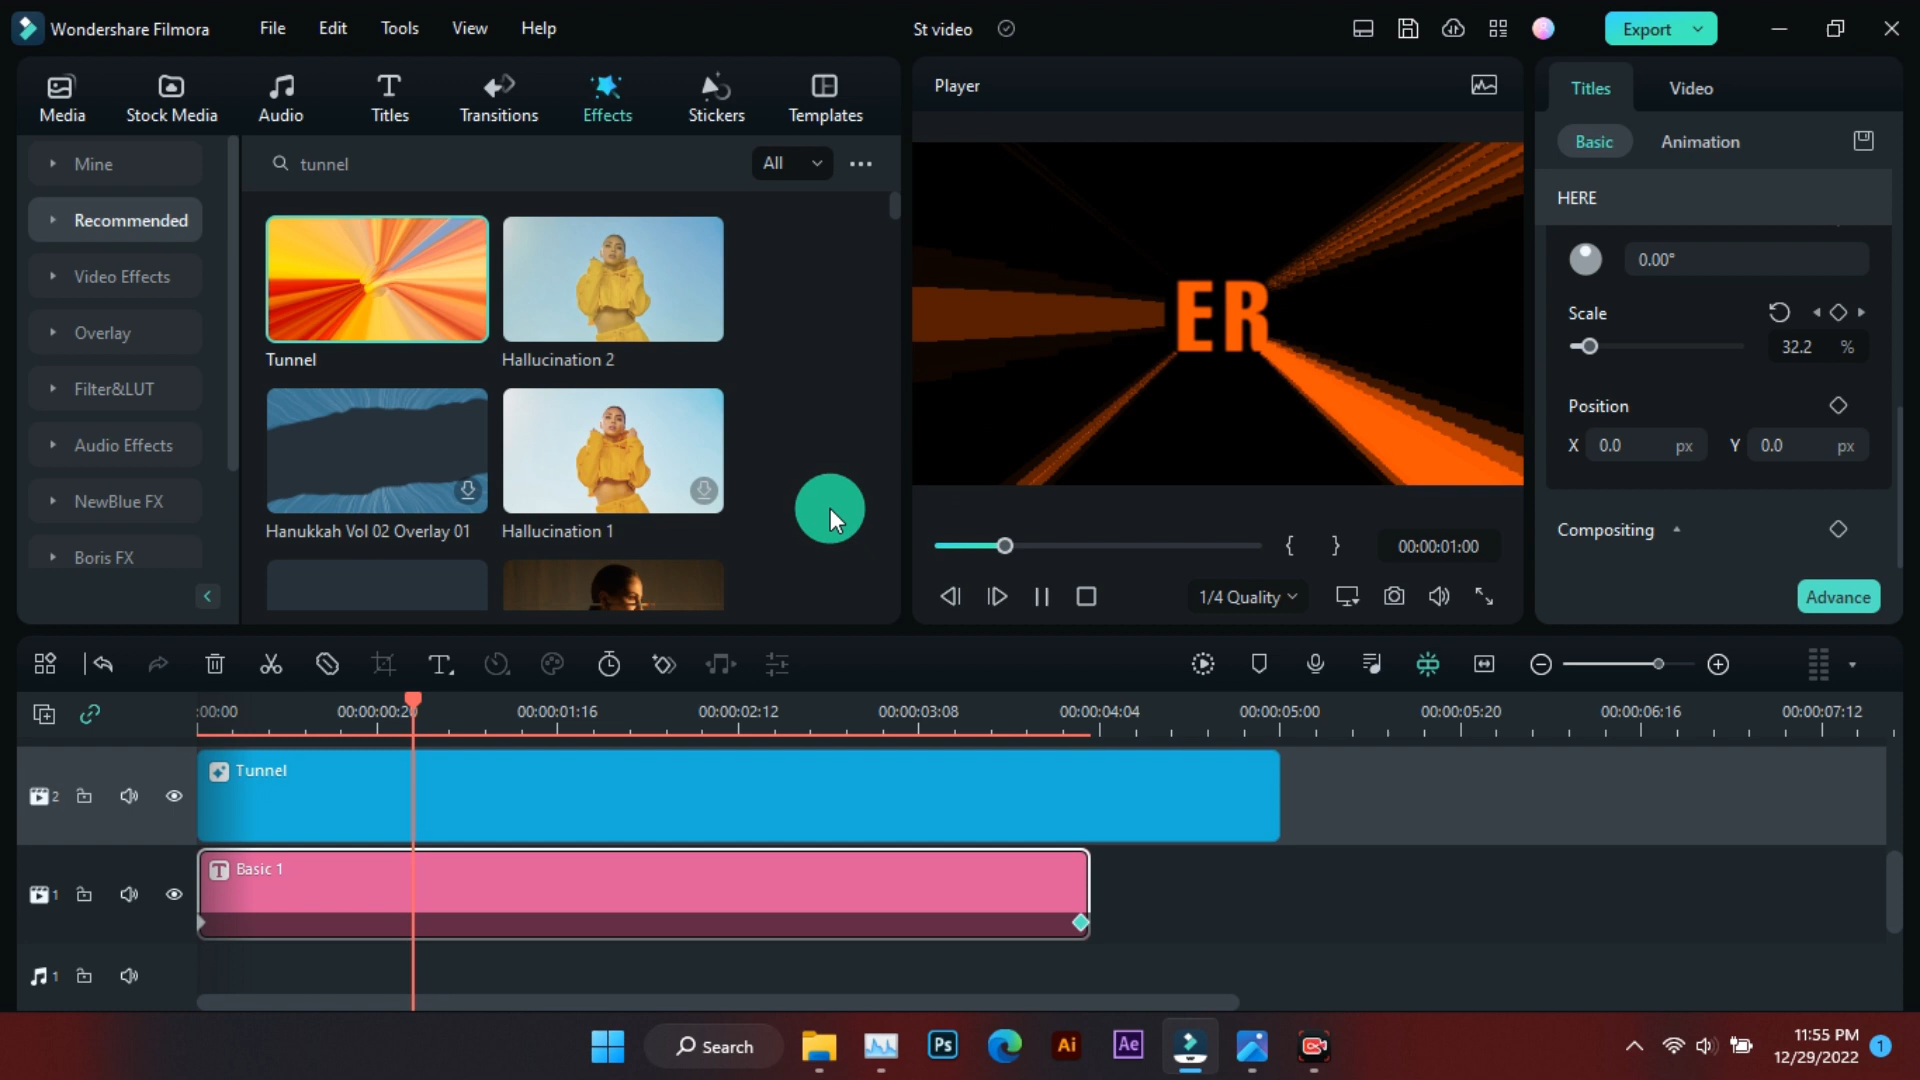 Wondershare Filmora
File
Edit
Tools
View
Help
St video
Export
Media
Stock Media
Audio
Titles
Transitions
Effects
Stickers
Templates
Player
Titles
Video
Mine
Recommended
Video Effects
Overlay
Filter&LUT
Audio Effects
NewBlue FX
Boris FX
tunnel
All
Tunnel
Hallucination 2
Hanukkah Vol 02 Overlay 01
Hallucination 1
ER
00:00:01:00
1/4 Quality
Basic
Animation
HERE
0.00°
Scale
32.2 %
Position
X 0.0 px Y 0.0 px
Compositing
Advance
:00:00
00:00:00:20
00:00:01:16
00:00:02:12
00:00:03:08
00:00:04:04
00:00:05:00
00:00:05:20
00:00:06:16
00:00:07:12
2
Tunnel
1
Basic 1
1
Search
Ps
Ai
Ae
11:55 PM
12/29/2022
1